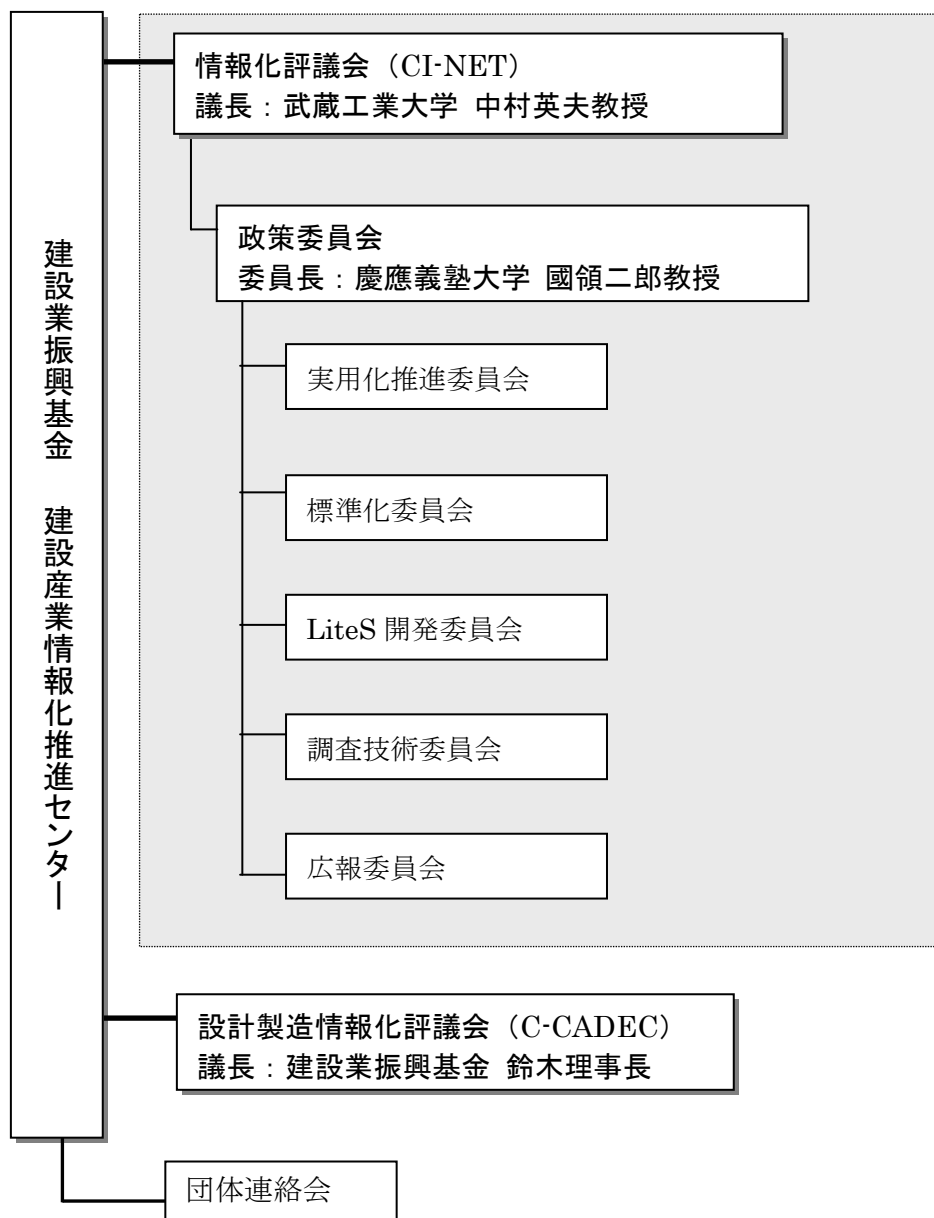 建設業振興基金 建設産業情報化推進センター
情報化評議会（CI-NET）
議長：武蔵工業大学 中村英夫教授
政策委員会
委員長：慶應義塾大学 國領二郎教授
実用化推進委員会
標準化委員会
LiteS 開発委員会
調査技術委員会
広報委員会
設計製造情報化評議会（C-CADEC）
議長：建設業振興基金 鈴木理事長
団体連絡会